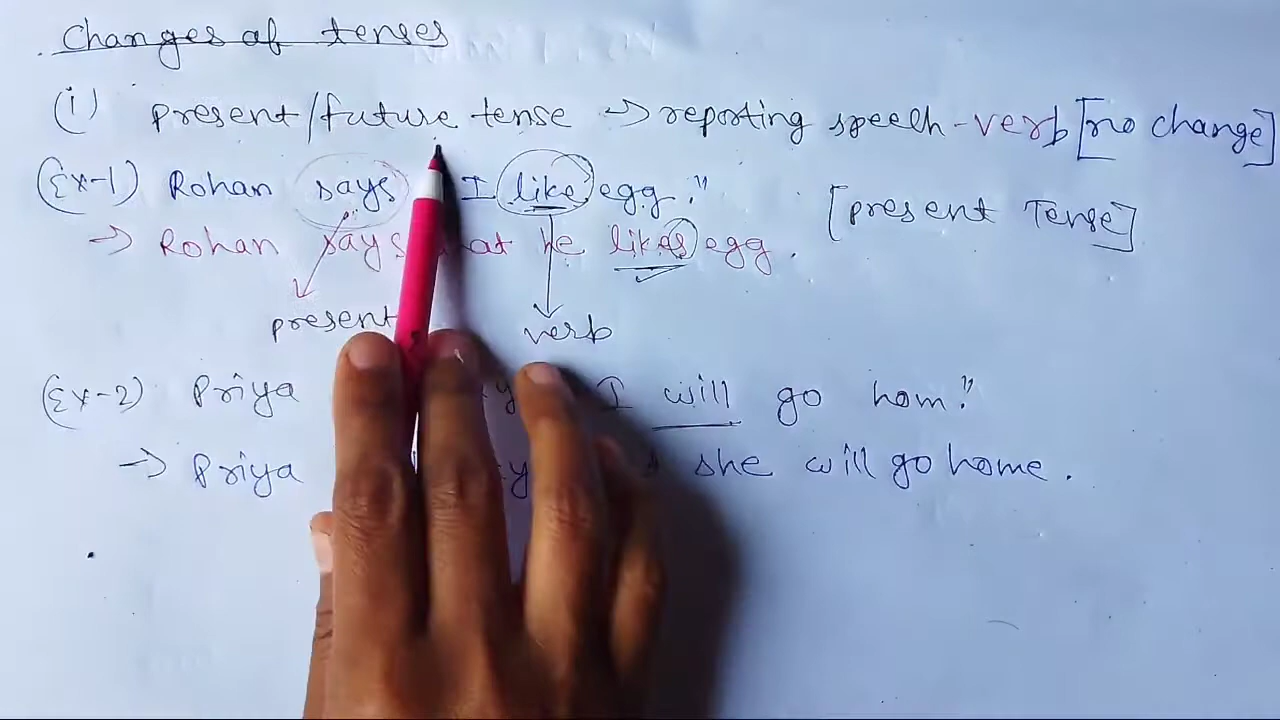 Changes of tenses
(i) present/future tense → reporting speech-verb [no change]
(Ex-1) Rohan says I like egg."
[present Tense]
→ Rohan says he likes egg.
present
verb
(Ex-2) Priya I will go hom."
→ Priya she will go home.